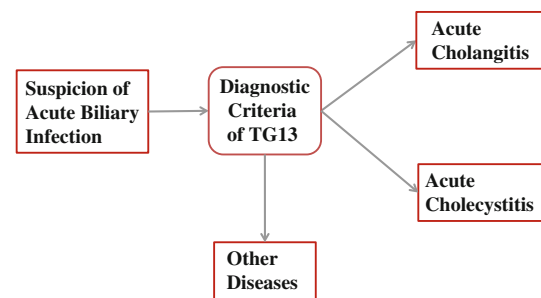 Suspicion of
Acute Biliary
Infection
Diagnostic
Criteria
of TG13
Acute
Cholangitis
Acute
Cholecystitis
Other
Diseases